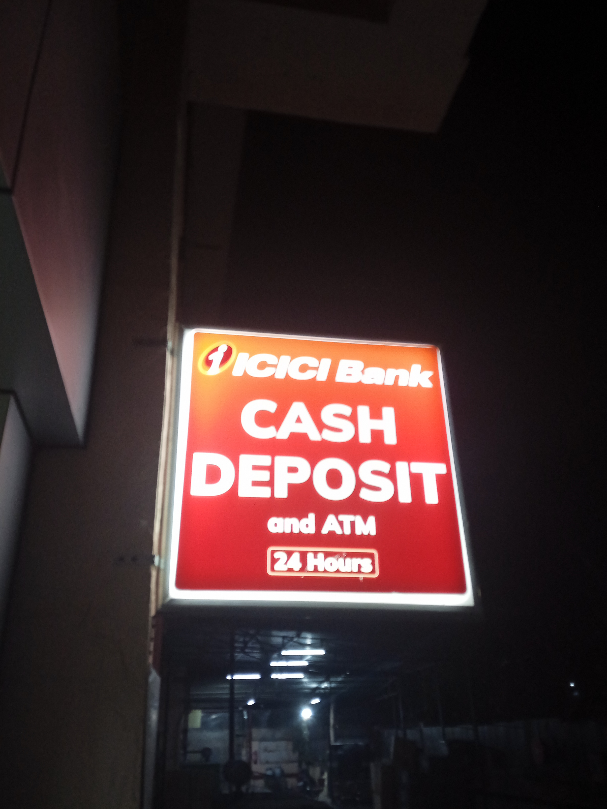 ICICI Bank
CASH
DEPOSIT
and ATM
24 Hours